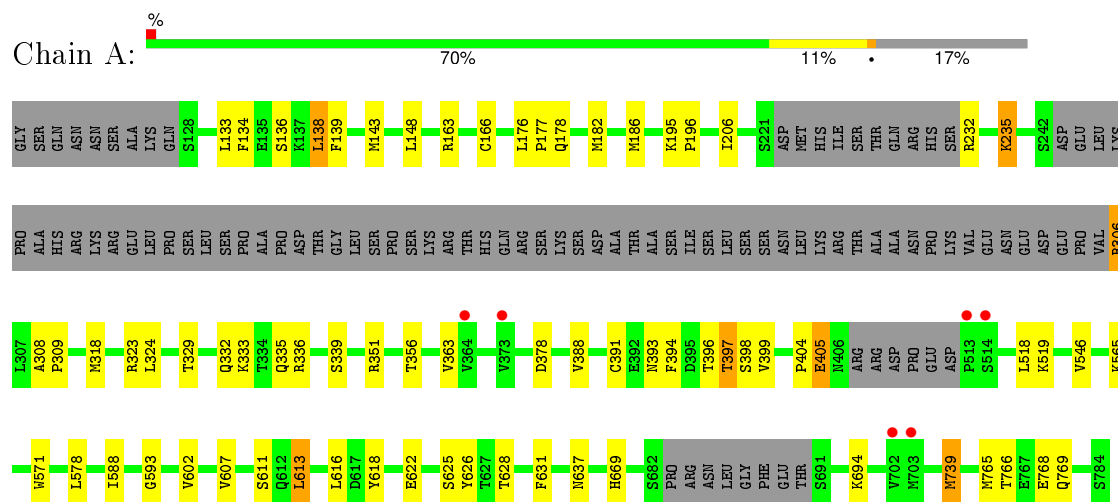 %
Chain A:
70% 11% • 17%
GLY SER GLN ASN ASN SER ALA LYS GLN S128 L133 F134 E135 S136 K137 L138 F139 M143 L148 R163 C166 L176 P177 Q178 M182 M186 K195 P196 I206 S221 ASP MET HIS ILE SER THR GLN ARG HIS SER R232 K235 S242 ASP GLU LEU LYS
PRO ALA HIS ARG LYS ARG GLU LEU PRO SER LEU SER PRO ALA PRO ASP THR GLY LEU SER PRO SER LYS ARG THR HIS GLN ARG SER LYS SER ASP ALA THR ALA SER ILE SER LEU SER SER ASN LEU LYS ARG THR ALA ALA ASN PRO LYS VAL GLU ASN GLU ASP GLU PRO VAL
L307 A308 P309 M318 R323 L324 T329 Q332 K333 T334 Q335 R336 S339 R351 T356 V363 V364 V373 D378 V388 C391 E392 N393 F394 D395 T396 T397 S398 V399 P404 E405 N406 ARG ARG ASP PRO GLU ASP P513 S514 L518 K519 V546 K565
W571 L578 I588 G593 V602 V607 S611 Q612 L613 L616 D617 Y618 E622 S625 Y626 T627 T628 F631 N637 H669 S682 PRO ARG ASN LEU GLY PHE GLU THR S691 K694 V702 M703 M739 M765 T766 E767 E768 Q769 S784